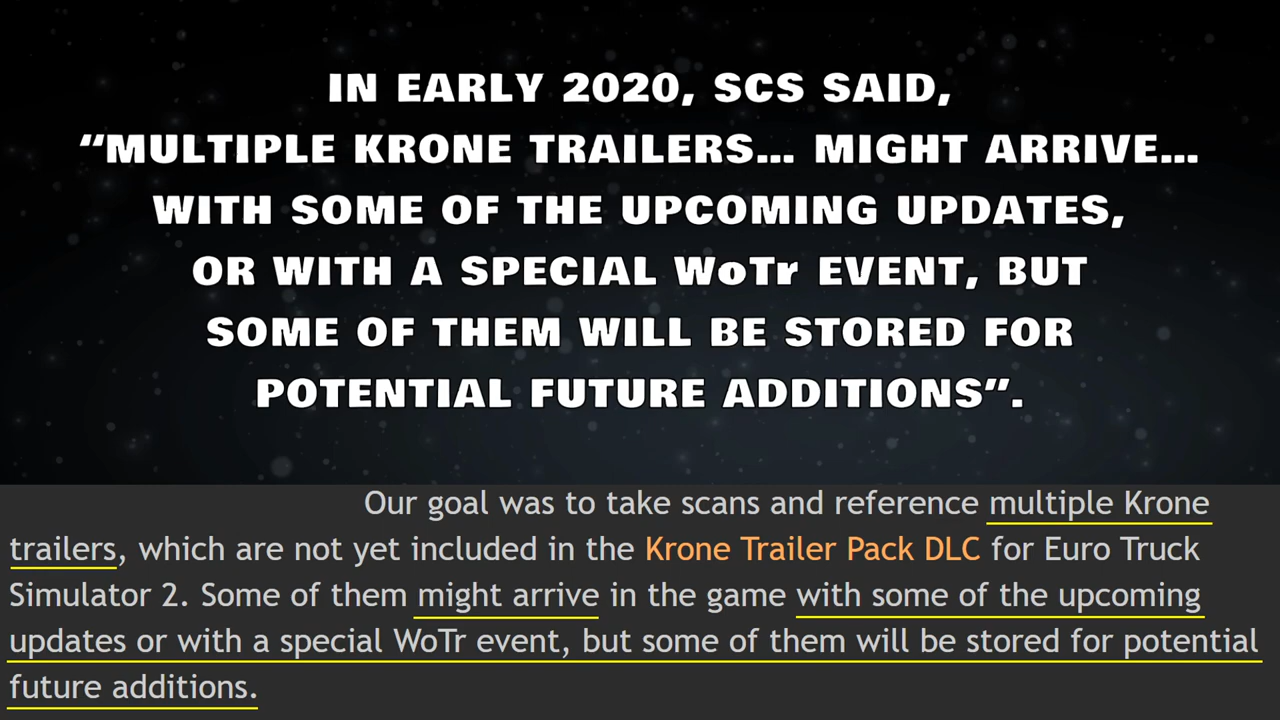 IN EARLY 2020, SCS SAID,
“MULTIPLE KRONE TRAILERS... MIGHT ARRIVE...
WITH SOME OF THE UPCOMING UPDATES,
OR WITH A SPECIAL WoTr EVENT, BUT
SOME OF THEM WILL BE STORED FOR
POTENTIAL FUTURE ADDITIONS”.
Our goal was to take scans and reference multiple Krone
trailers, which are not yet included in the Krone Trailer Pack DLC for Euro Truck
Simulator 2. Some of them might arrive in the game with some of the upcoming
updates or with a special WoTr event, but some of them will be stored for potential
future additions.